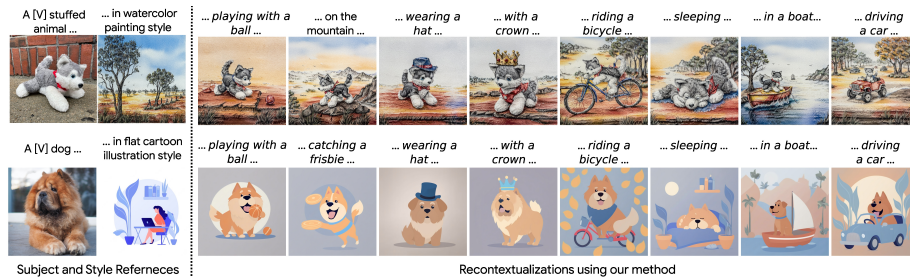 A [V] stuffed
animal ...
... in watercolor
painting style
... playing with a
ball ...
... on the
mountain ...
... wearing a
hat ...
... with a
crown ...
... riding a
bicycle ...
... sleeping ...
... in a boat...
... driving
a car ...
A [V] dog ...
... in flat cartoon
illustration style
... playing with a
ball ...
... catching a
frisbie ...
... wearing a
hat ...
... with a
crown ...
... riding a
bicycle ...
...sleeping ...
... in a boat...
... driving
a car ...
Subject and Style Referneces
Recontextualizations using our method